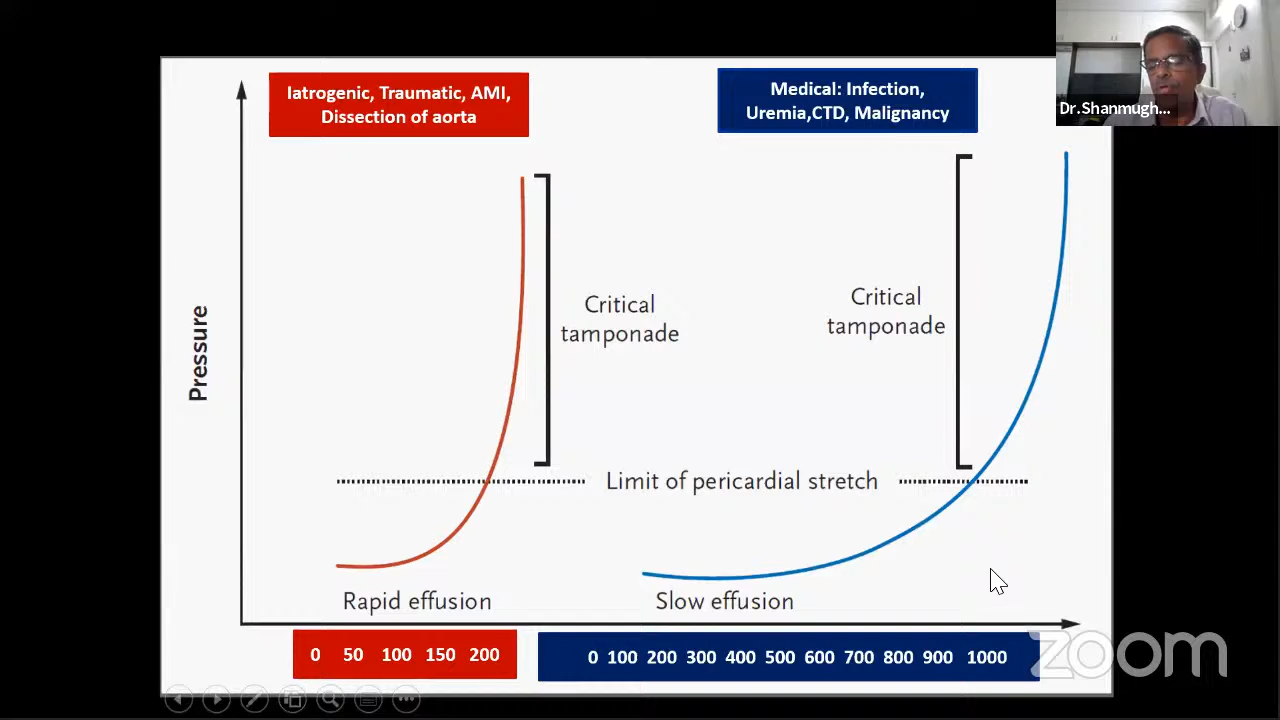 Iatrogenic, Traumatic, AMI,
Dissection of aorta
Medical: Infection,
Uremia,CTD, Malignancy
Dr.Shanmugh...
Pressure
Critical
tamponade
Critical
tamponade
Limit of pericardial stretch
Rapid effusion
Slow effusion
0 50 100 150 200
0 100 200 300 400 500 600 700 800 900 1000
zoom